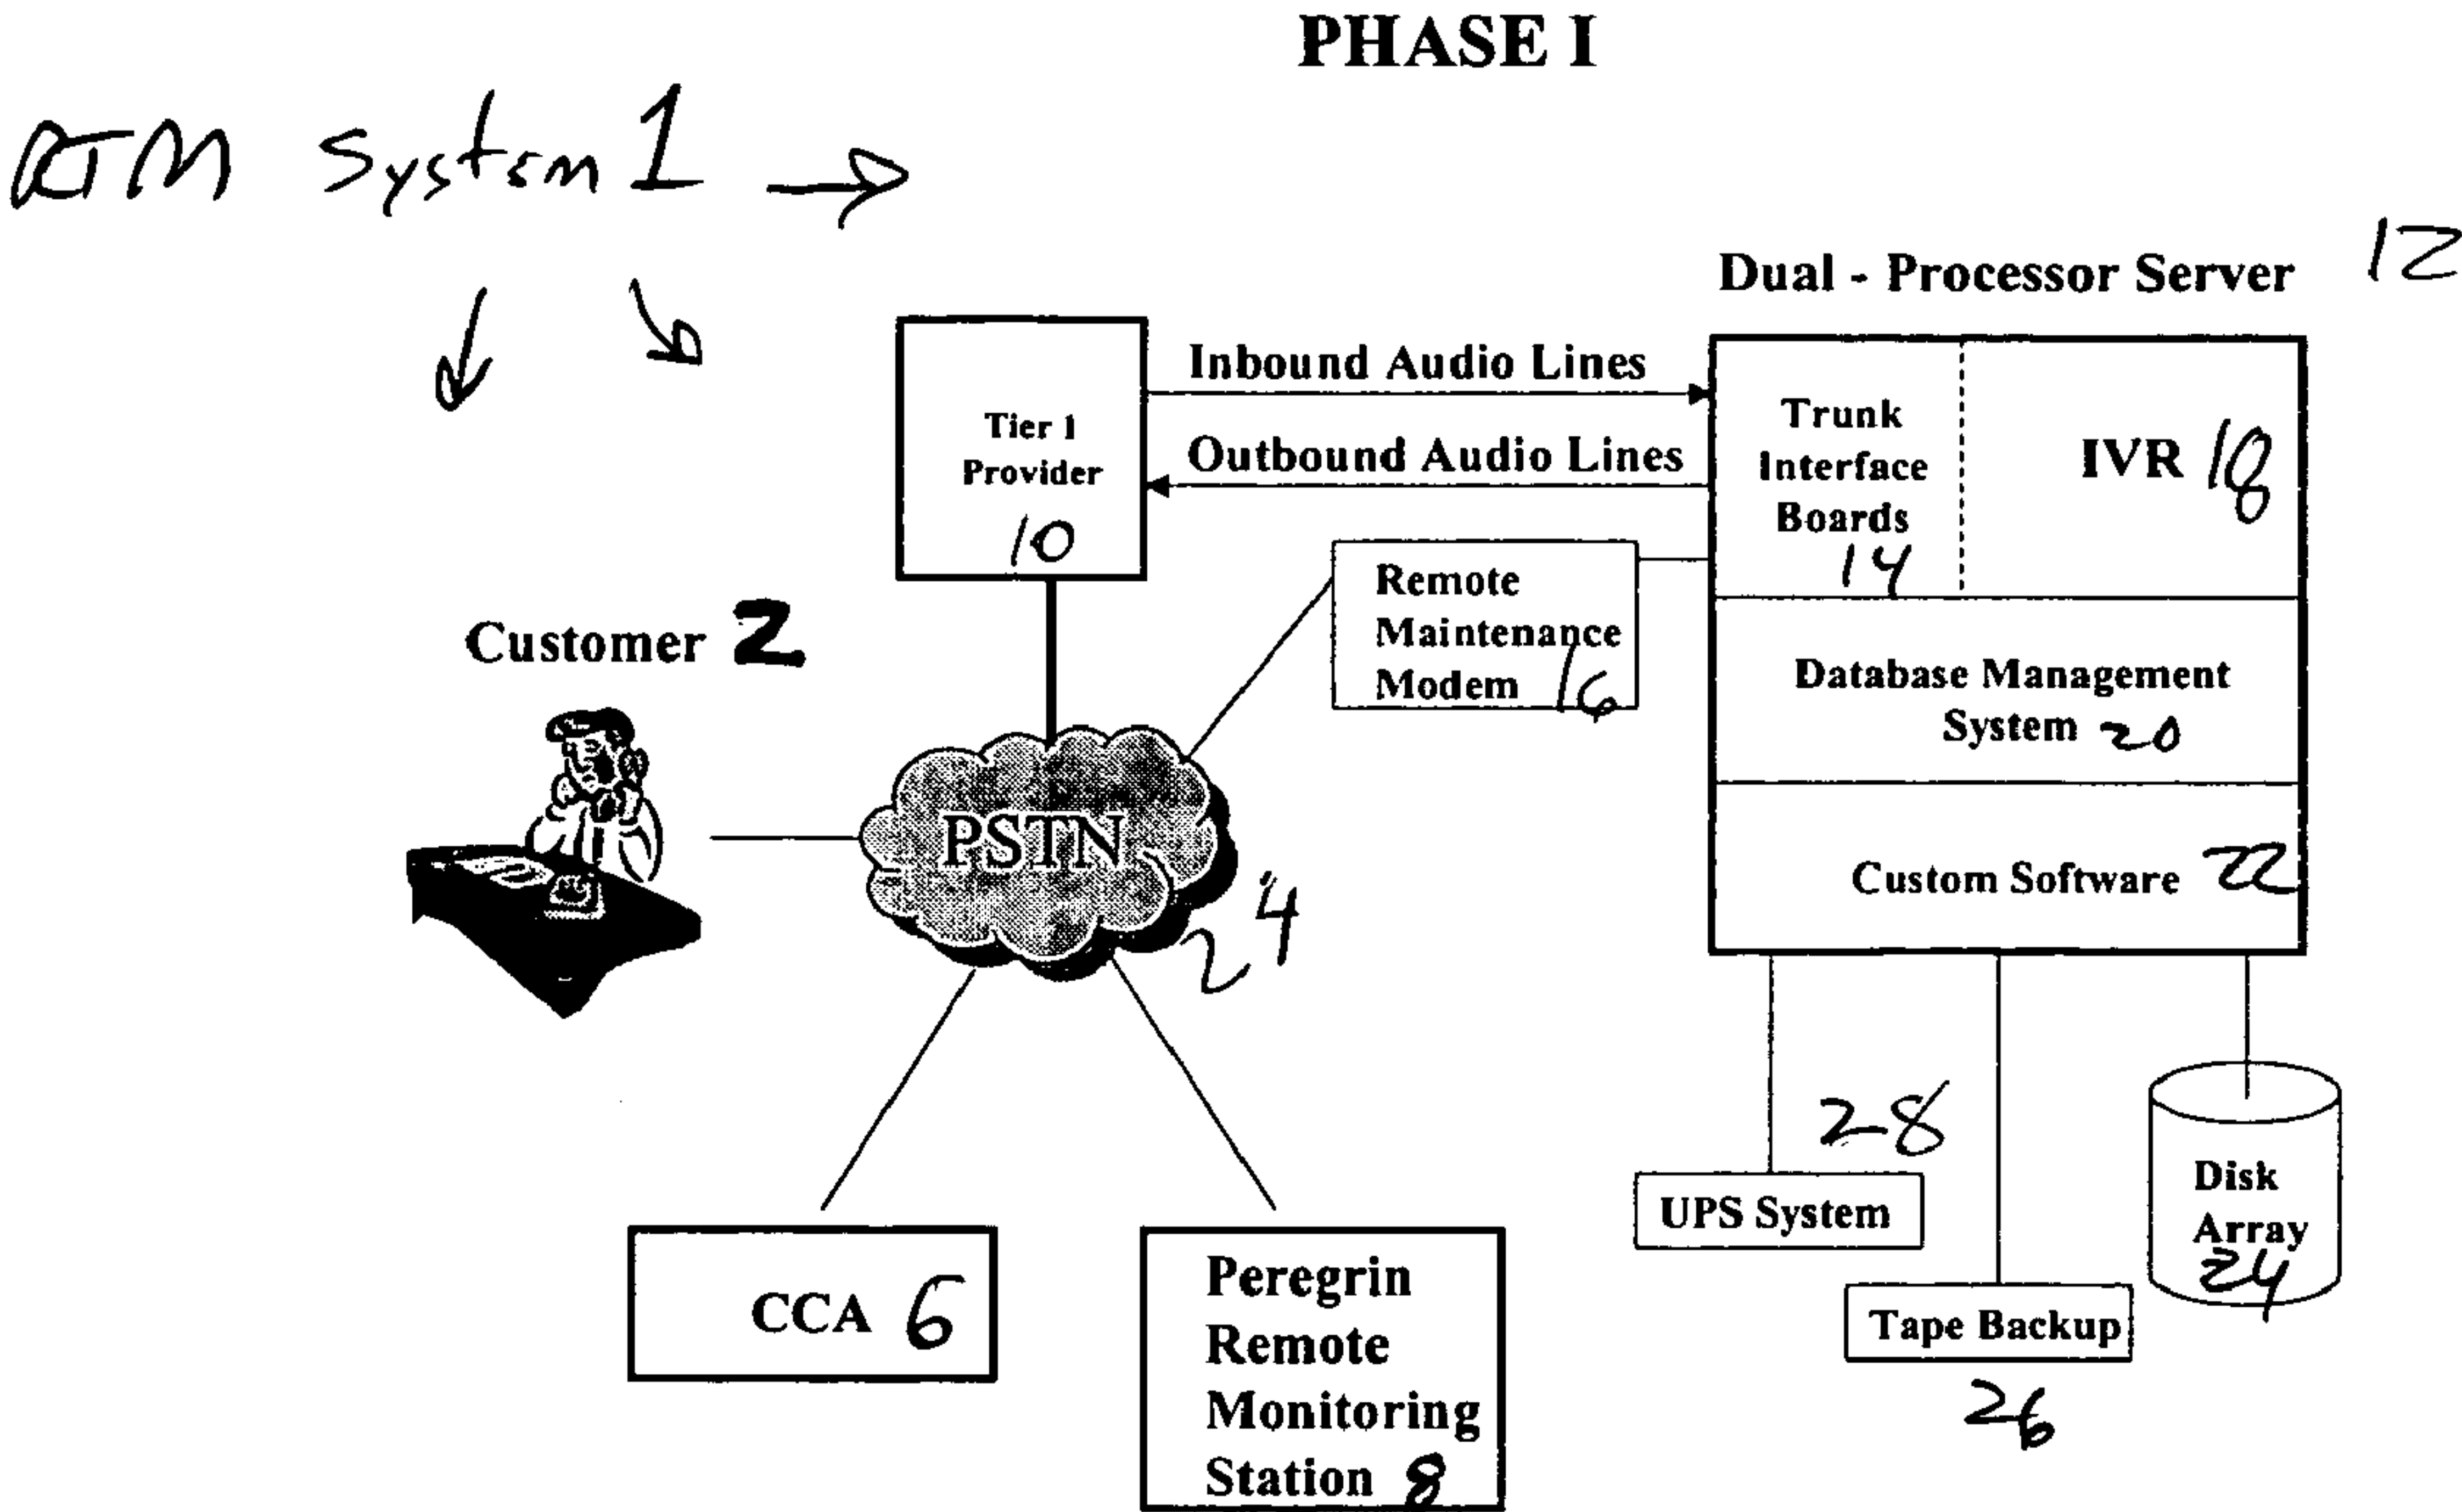 PHASE I
System 1
Dual - Processor Server 12
Inbound Audio Lines
Outbound Audio Lines
Tier 1
Provider
10
Trunk
Interface
Boards
14
IVR 18
Remote
Maintenance
Modem 16
Customer 2
Database Management
System 20
PSTN
24
Custom Software 22
28
UPS System
Disk
Array
24
Tape Backup
26
CCA 6
Peregrin
Remote
Monitoring
Station 8